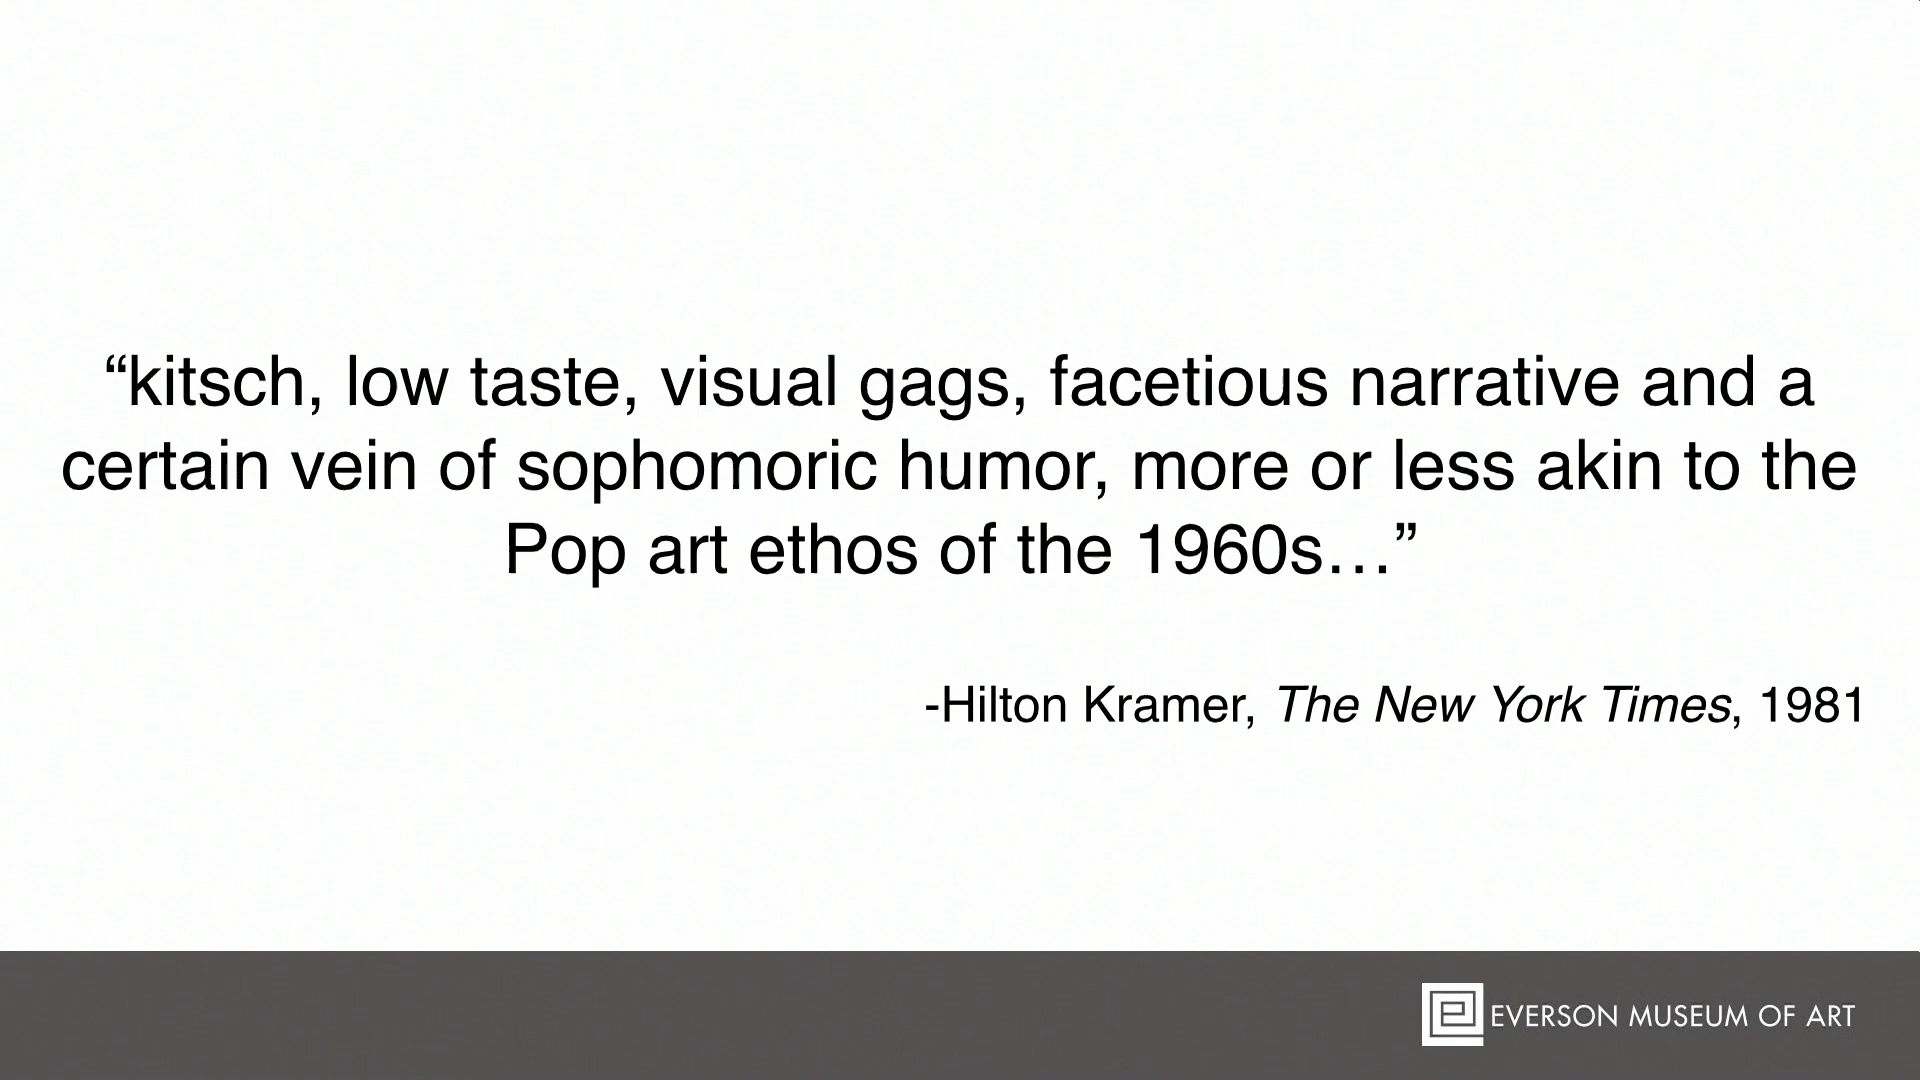 “kitsch, low taste, visual gags, facetious narrative and a
certain vein of sophomoric humor, more or less akin to the
Pop art ethos of the 1960s…”
-Hilton Kramer, The New York Times, 1981
EVERSON MUSEUM OF ART